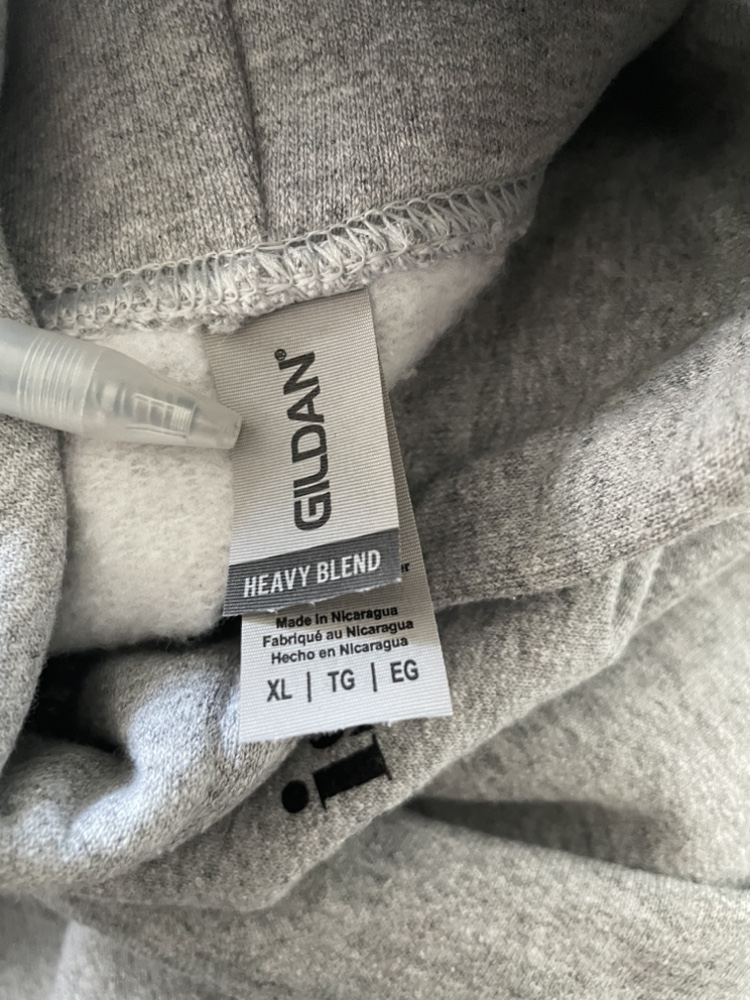 GILDAN®
HEAVY BLEND
Made in Nicaragua
Fabriqué au Nicaragua
Hecho en Nicaragua
XL | TG | EG